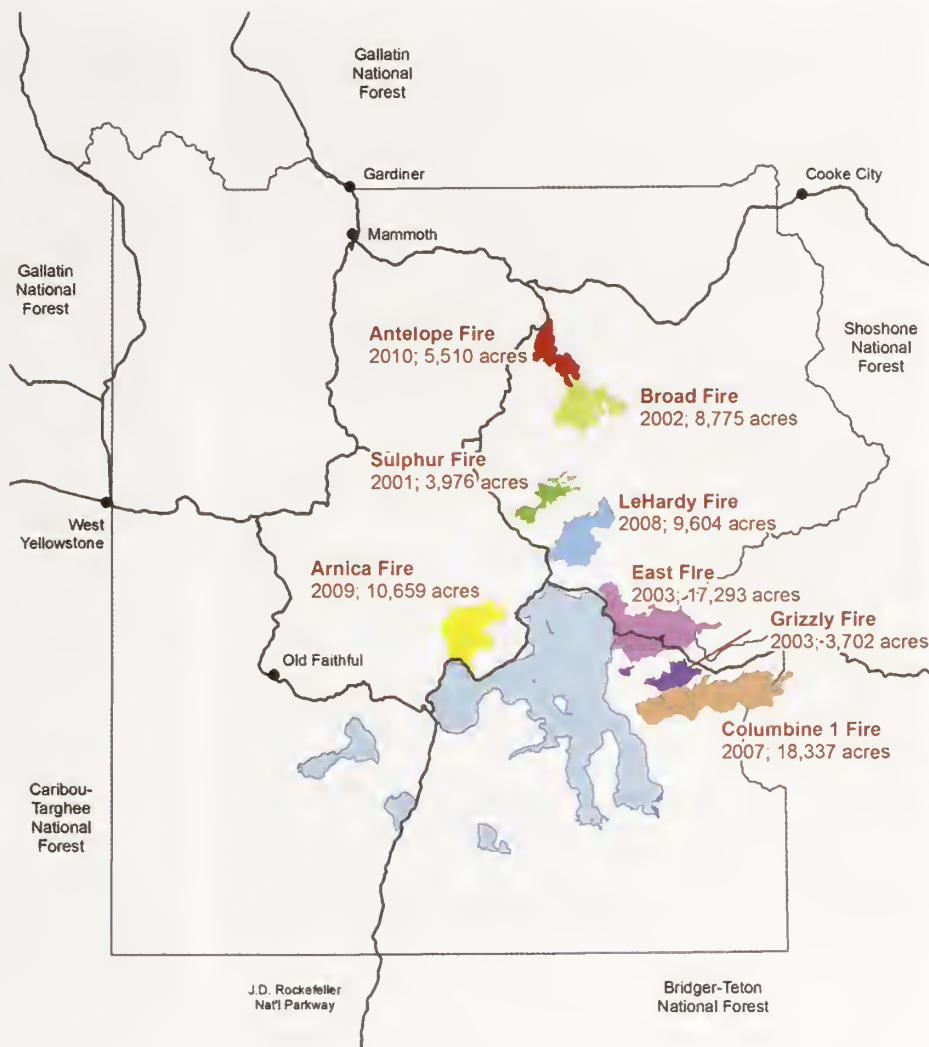 Gallatin
National
Forest
Gardiner
Cooke City
Mammoth
Gallatin
National
Forest
Antelope Fire
2010; 5,510 acres
Shoshone
National
Forest
Broad Fire
2002; 8,775 acres
Sulphur Fire
2001; 3,976 acres
LeHardy Fire
2008; 9,604 acres
West
Yellowstone
Arnica Fire
2009; 10,659 acres
East FIre
2003; 17,293 acres
Grizzly Fire
2003; 3,702 acres
Old Faithful
Columbine 1 Fire
2007; 18,337 acres
Caribou-
Targhee
National
Forest
J.D. Rockefeller
Nat'l Parkway
Bridger-Teton
National Forest